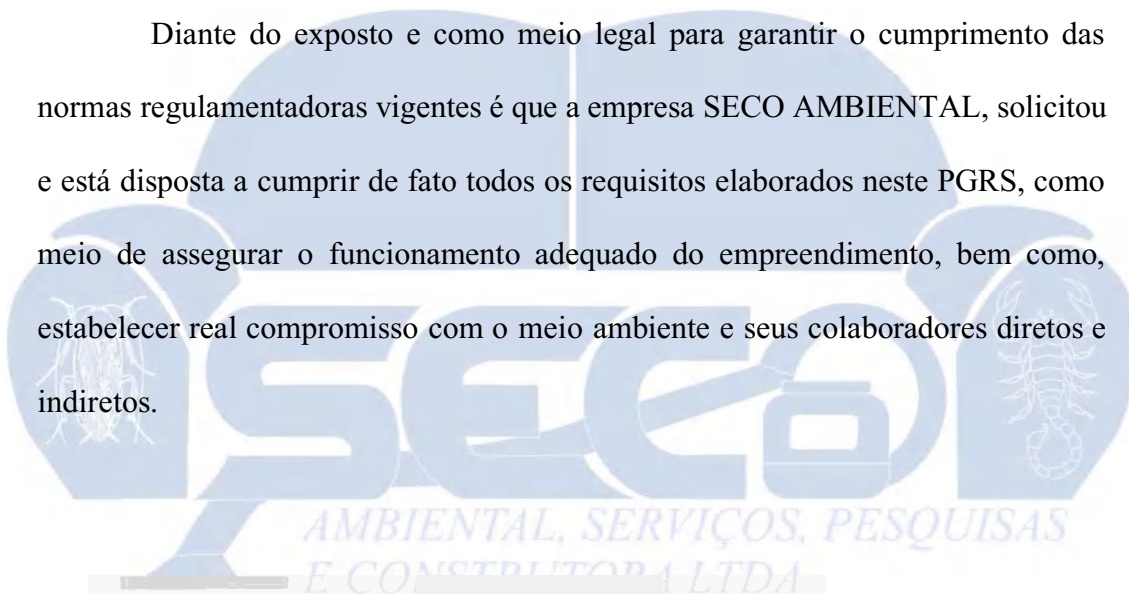 Diante do exposto e como meio legal para garantir o cumprimento das
normas regulamentadoras vigentes é que a empresa SECO AMBIENTAL, solicitou
e está disposta a cumprir de fato todos os requisitos elaborados neste PGRS, como
meio de assegurar o funcionamento adequado do empreendimento, bem como,
estabelecer real compromisso com o meio ambiente e seus colaboradores diretos e
indiretos.
SECO
AMBIENTAL, SERVIÇOS, PESQUISAS
E CONSTRUTORA LTDA